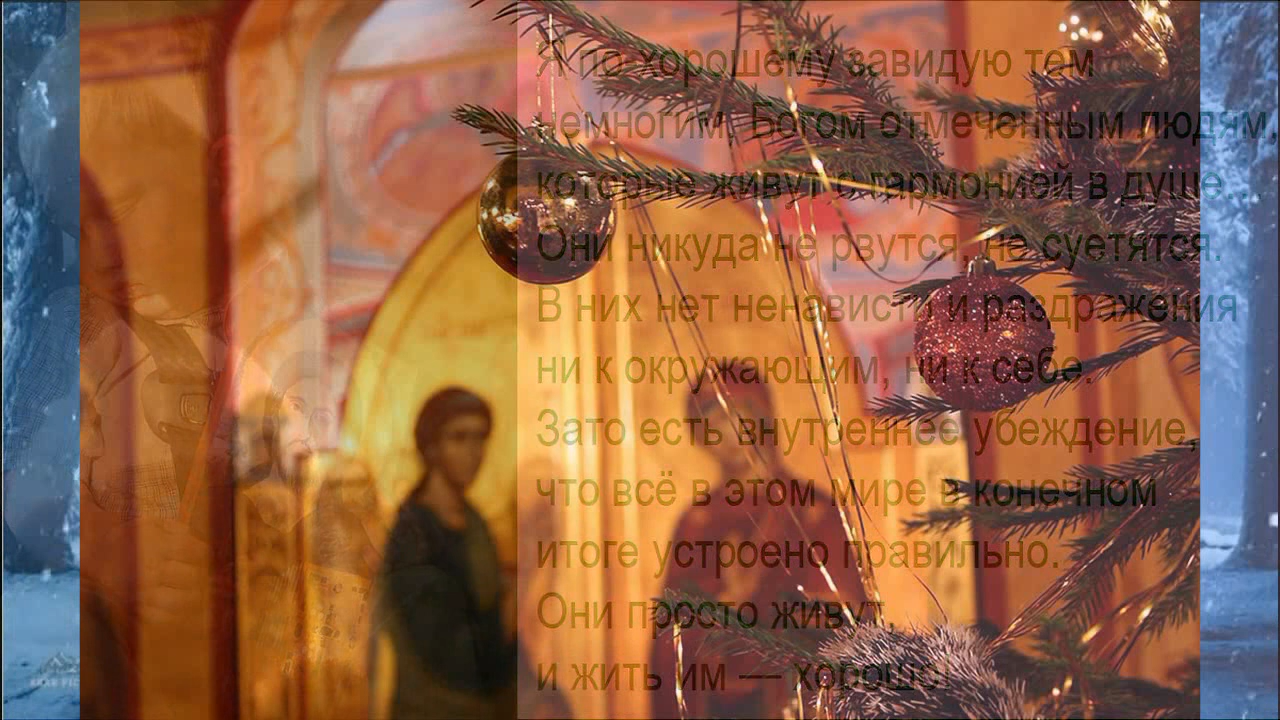 Я по-хорошему завидую тем
немногим, Богом отмеченным людям,
которые живут с гармонией в душе.
Они никуда не рвутся, не суетятся.
В них нет ненависти и раздражения
ни к окружающим, ни к себе.
Зато есть внутреннее убеждение,
что всё в этом мире в конечном
итоге устроено правильно.
Они просто живут,
и жить им — хорошо!